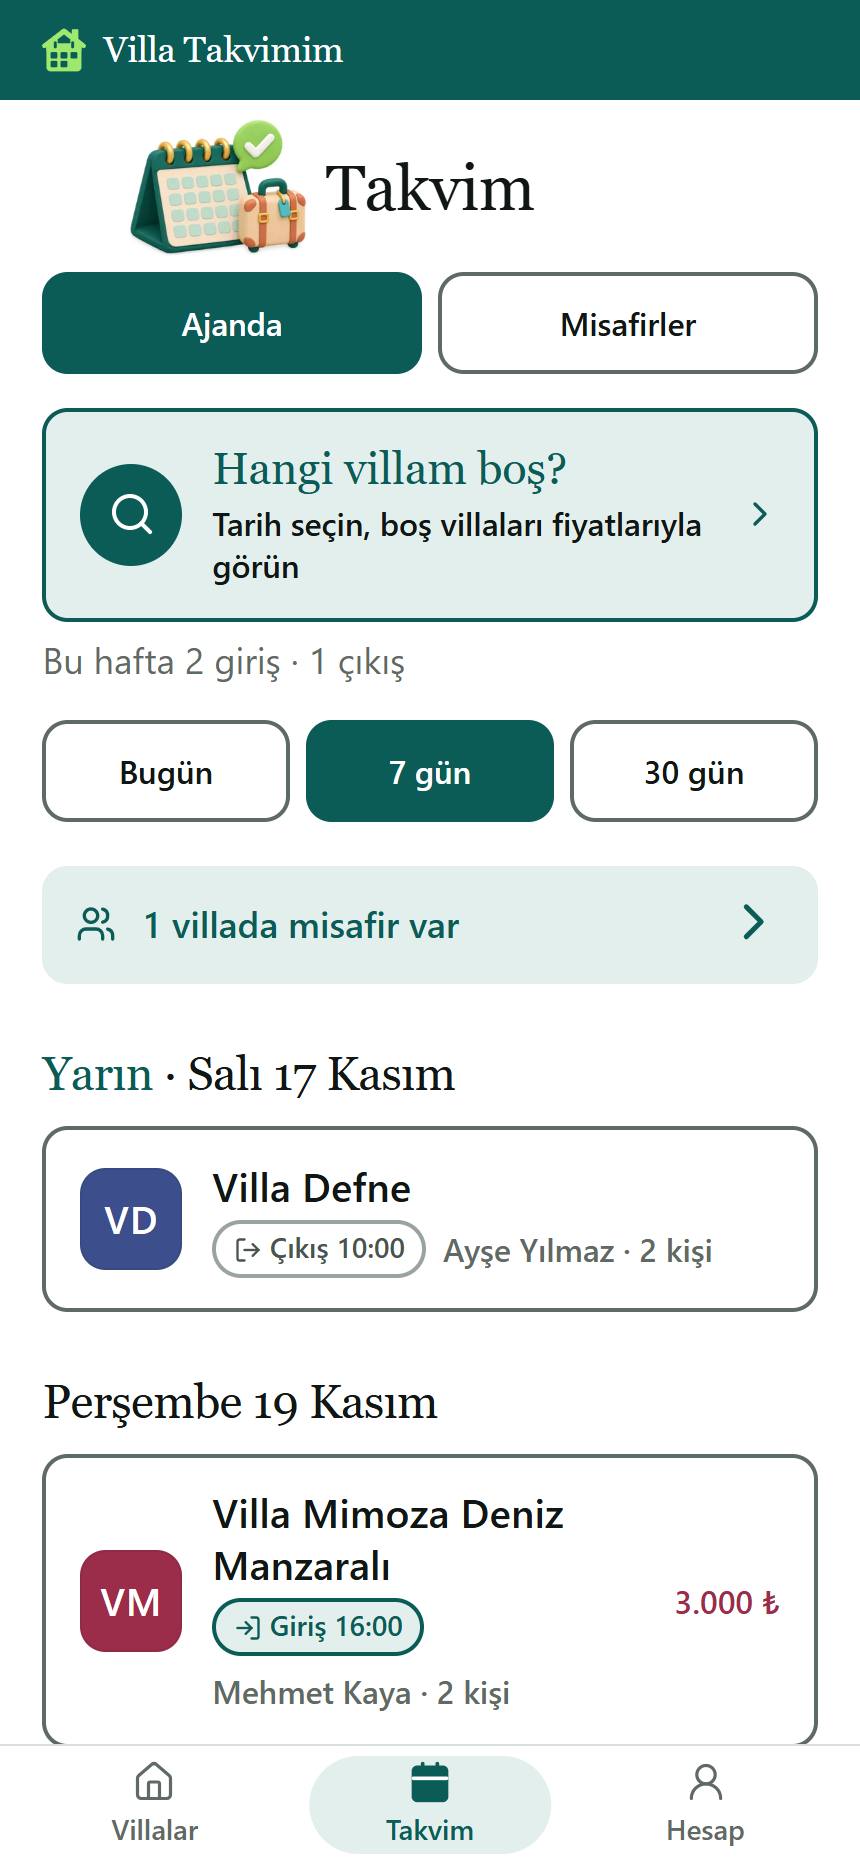 Villa Takvimim
Takvim
Ajanda
Misafirler
Hangi villam boş?
Tarih seçin, boş villaları fiyatlarıyla
görün
Bu hafta 2 giriş · 1 çıkış
Bugün
7 gün
30 gün
1 villada misafir var
Yarın · Salı 17 Kasım
VD
Villa Defne
Çıkış 10:00
Ayşe Yılmaz · 2 kişi
Perşembe 19 Kasım
VM
Villa Mimoza Deniz
Manzaralı
Giriş 16:00
3.000 ₺
Mehmet Kaya · 2 kişi
Villalar
Takvim
Hesap